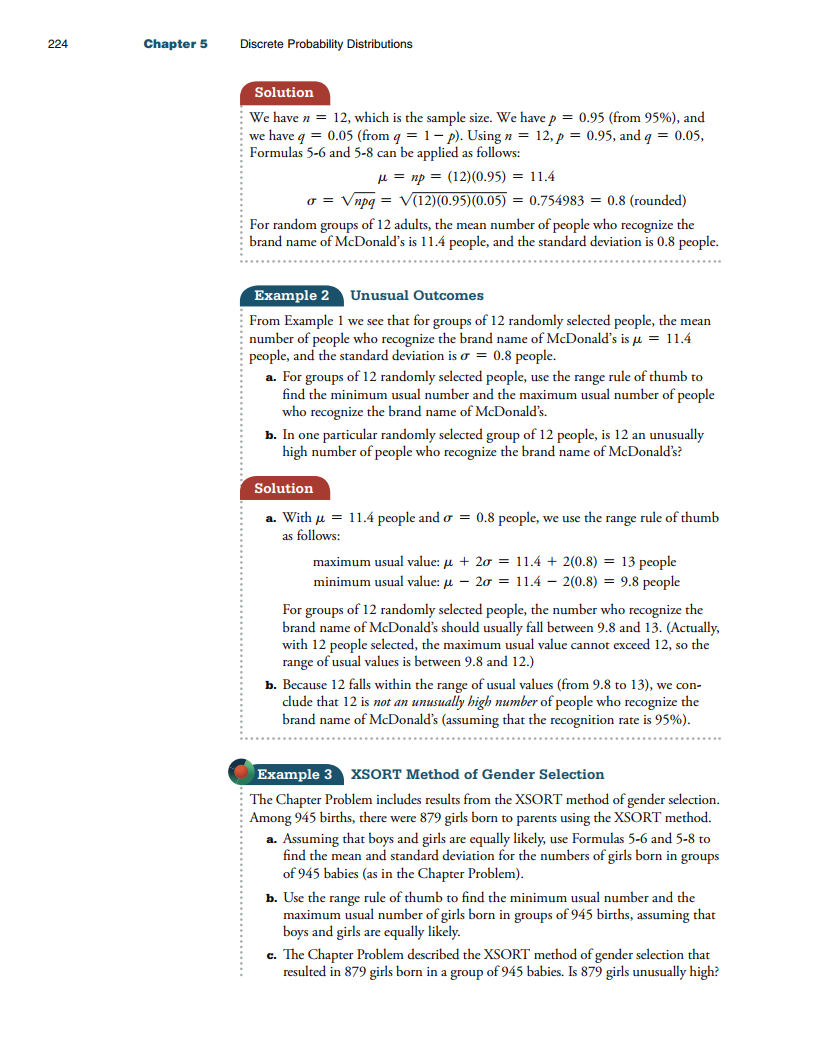 224 Chapter 5 Discrete Probability Distributions
Solution
We have n = 12, which is the sample size. We have p = 0.95 (from 95%), and
we have q = 0.05 (from q = 1 − p). Using n = 12, p = 0.95, and q = 0.05,
Formulas 5-6 and 5-8 can be applied as follows:
μ = np = (12)(0.95) = 11.4
σ = √npq = √(12)(0.95)(0.05) = 0.754983 = 0.8 (rounded)
For random groups of 12 adults, the mean number of people who recognize the
brand name of McDonald's is 11.4 people, and the standard deviation is 0.8 people.
Example 2 Unusual Outcomes
From Example 1 we see that for groups of 12 randomly selected people, the mean
number of people who recognize the brand name of McDonald's is μ = 11.4
people, and the standard deviation is σ = 0.8 people.
a. For groups of 12 randomly selected people, use the range rule of thumb to
find the minimum usual number and the maximum usual number of people
who recognize the brand name of McDonald's.
b. In one particular randomly selected group of 12 people, is 12 an unusually
high number of people who recognize the brand name of McDonald's?
Solution
a. With μ = 11.4 people and σ = 0.8 people, we use the range rule of thumb
as follows:
maximum usual value: μ + 2σ = 11.4 + 2(0.8) = 13 people
minimum usual value: μ − 2σ = 11.4 − 2(0.8) = 9.8 people
For groups of 12 randomly selected people, the number who recognize the
brand name of McDonald's should usually fall between 9.8 and 13. (Actually,
with 12 people selected, the maximum usual value cannot exceed 12, so the
range of usual values is between 9.8 and 12.)
b. Because 12 falls within the range of usual values (from 9.8 to 13), we con-
clude that 12 is not an unusually high number of people who recognize the
brand name of McDonald's (assuming that the recognition rate is 95%).
Example 3 XSORT Method of Gender Selection
The Chapter Problem includes results from the XSORT method of gender selection.
Among 945 births, there were 879 girls born to parents using the XSORT method.
a. Assuming that boys and girls are equally likely, use Formulas 5-6 and 5-8 to
find the mean and standard deviation for the numbers of girls born in groups
of 945 babies (as in the Chapter Problem).
b. Use the range rule of thumb to find the minimum usual number and the
maximum usual number of girls born in groups of 945 births, assuming that
boys and girls are equally likely.
c. The Chapter Problem described the XSORT method of gender selection that
resulted in 879 girls born in a group of 945 babies. Is 879 girls unusually high?